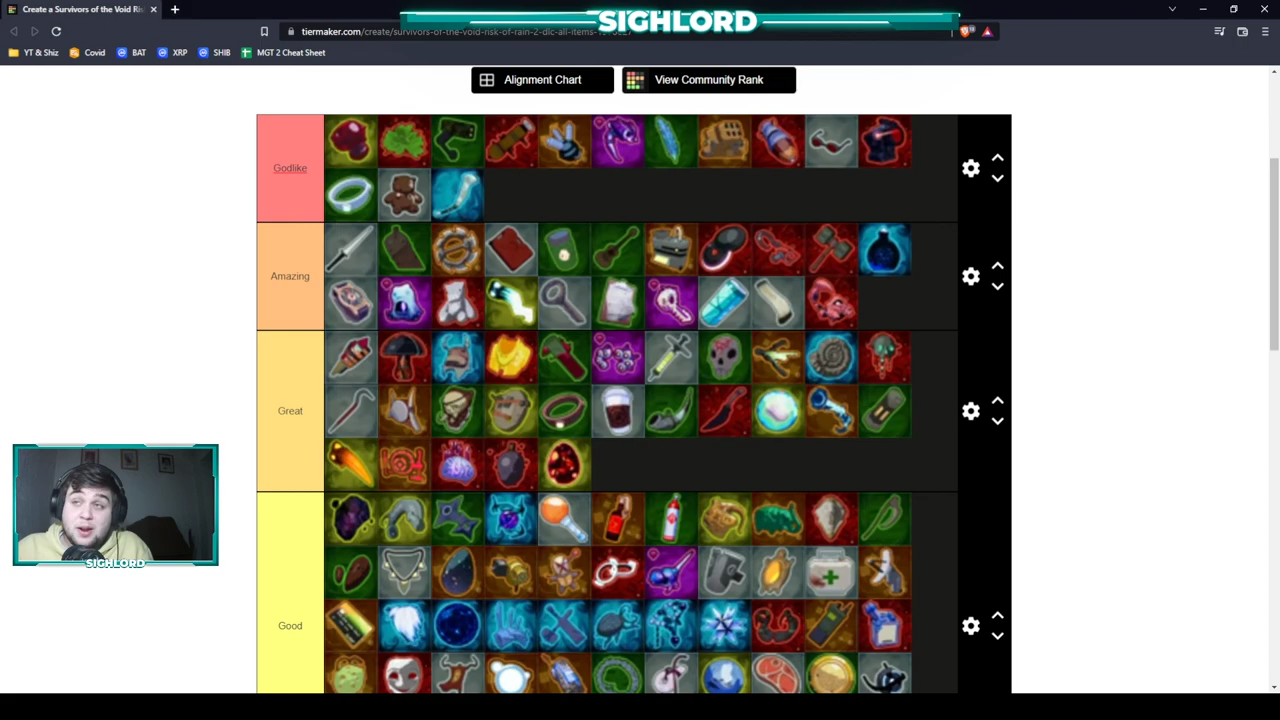 Create a Survivors of the Void Ris
SIGHLORD
tiermaker.com/create/survivors-of-the-void-risk-of-rain-2-dlc-all-items-
YT & Shiz
Covid
BAT
XRP
SHIB
MGT 2 Cheat Sheet
Alignment Chart
View Community Rank
Godlike
Amazing
Great
Good
SIGHLORD